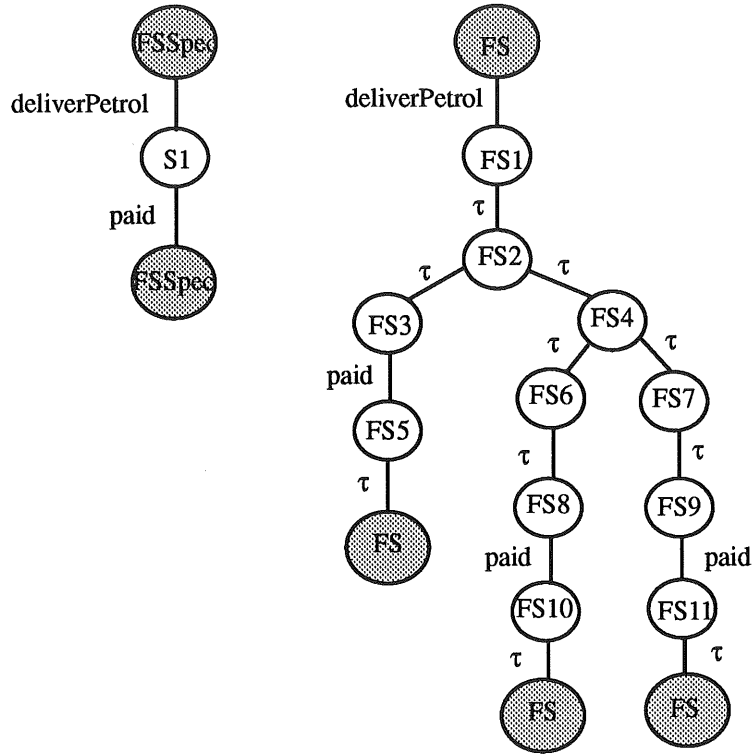 FSSpec
deliverPetrol
S1
paid
FSSpec
FS
deliverPetrol
FS1
τ
FS2
τ
τ
FS3
FS4
τ
τ
paid
FS6
FS7
FS5
τ
τ
τ
FS8
FS9
FS
paid
paid
FS10
FS11
τ
τ
FS
FS